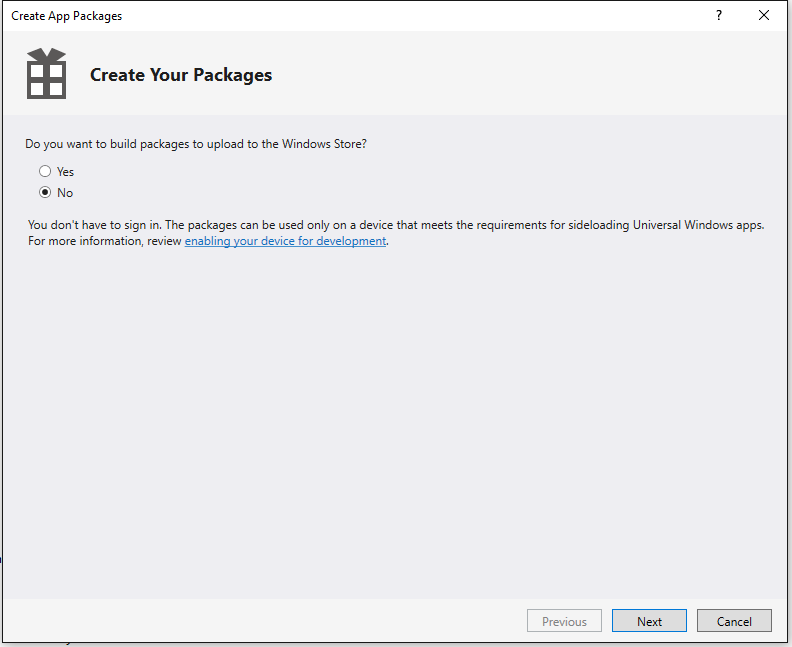 Create App Packages
?
Create Your Packages
Do you want to build packages to upload to the Windows Store?
Yes
No
You don't have to sign in. The packages can be used only on a device that meets the requirements for sideloading Universal Windows apps.
For more information, review enabling your device for development.
Previous
Next
Cancel